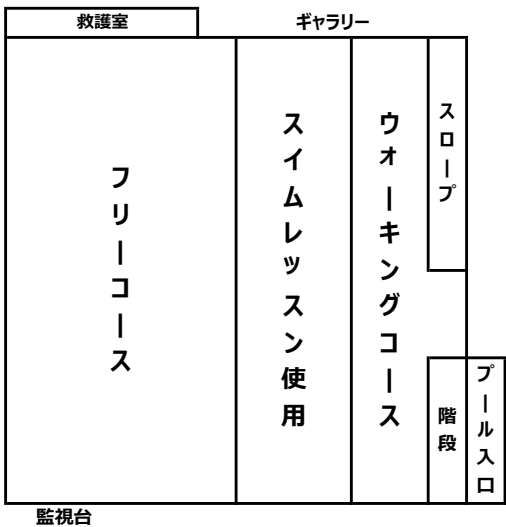 救護室
ギャラリー
フリーコース
スイムレッスン使用
ウォーキングコース
スロープ
階段
プール入口
監視台